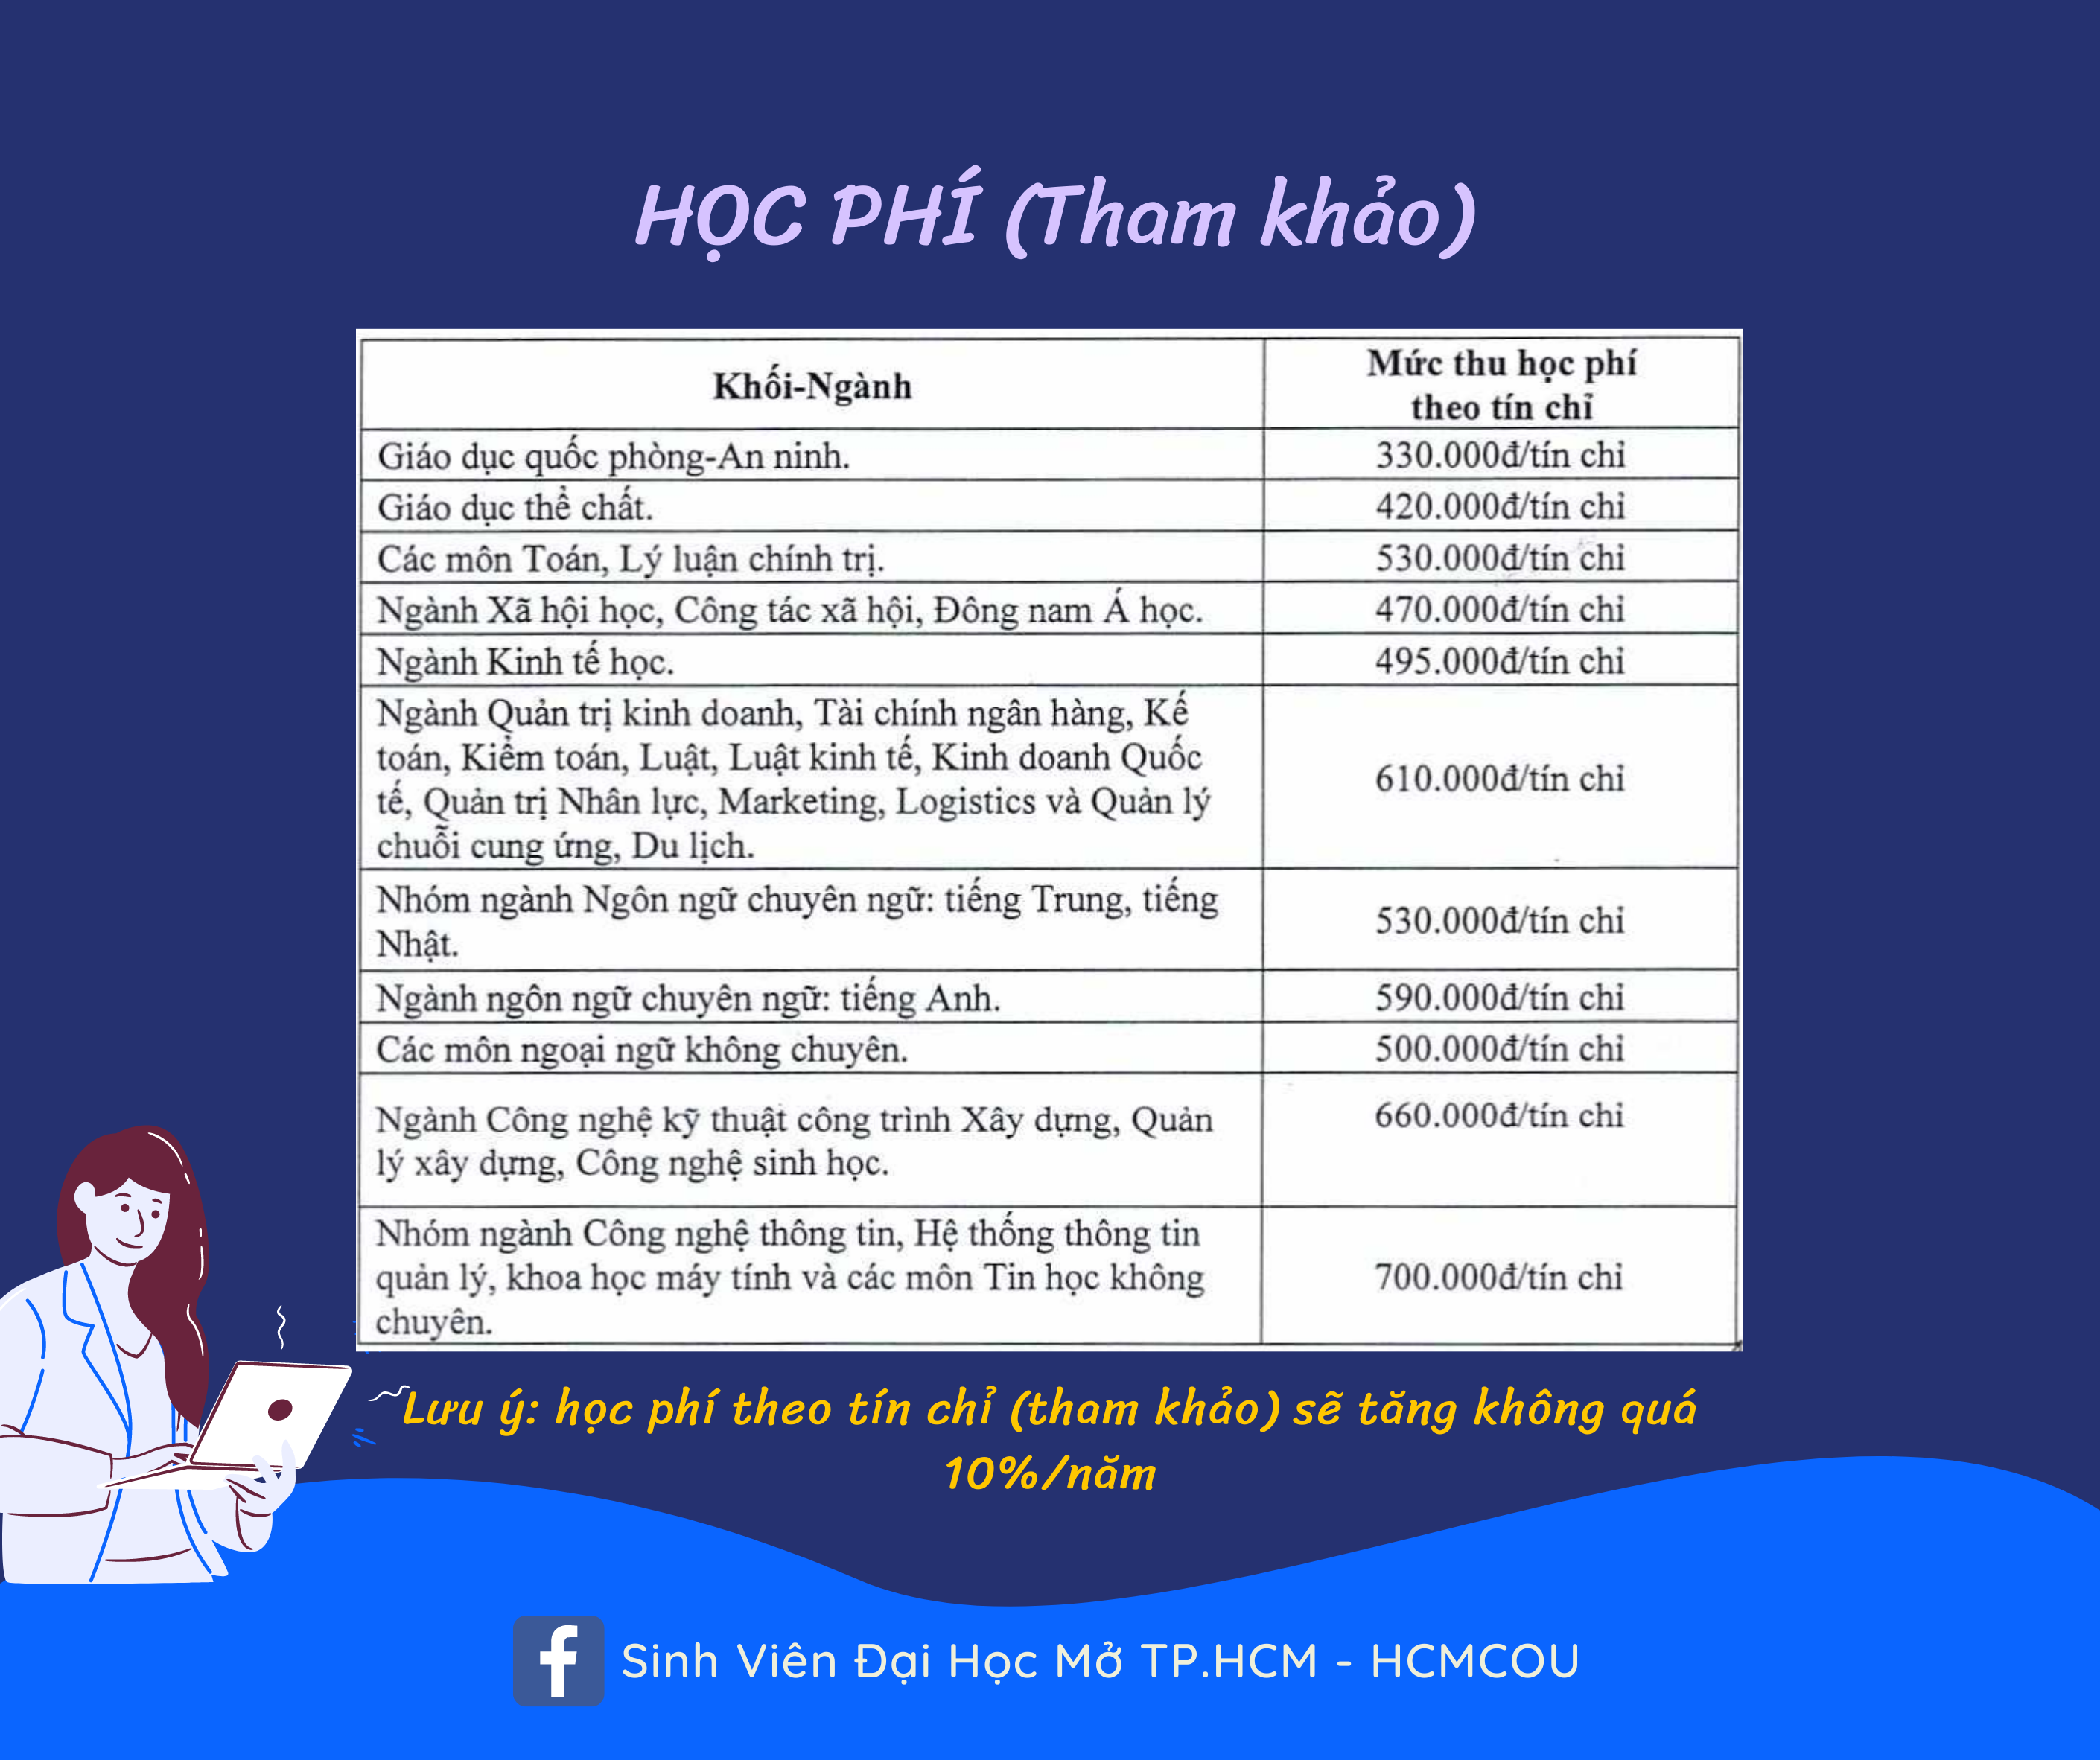 HỌC PHÍ (Tham khảo)
Khối-Ngành
Mức thu học phí
theo tín chỉ
Giáo dục quốc phòng-An ninh.
330.000đ/tín chỉ
Giáo dục thể chất.
420.000đ/tín chỉ
Các môn Toán, Lý luận chính trị.
530.000đ/tín chỉ
Ngành Xã hội học, Công tác xã hội, Đông nam Á học.
470.000đ/tín chỉ
Ngành Kinh tế học.
495.000đ/tín chỉ
Ngành Quản trị kinh doanh, Tài chính ngân hàng, Kế
toán, Kiểm toán, Luật, Luật kinh tế, Kinh doanh Quốc
tế, Quản trị Nhân lực, Marketing, Logistics và Quản lý
chuỗi cung ứng, Du lịch.
610.000đ/tín chỉ
Nhóm ngành Ngôn ngữ chuyên ngữ: tiếng Trung, tiếng
Nhật.
530.000đ/tín chỉ
Ngành ngôn ngữ chuyên ngữ: tiếng Anh.
590.000đ/tín chỉ
Các môn ngoại ngữ không chuyên.
500.000đ/tín chỉ
Ngành Công nghệ kỹ thuật công trình Xây dựng, Quản
lý xây dựng, Công nghệ sinh học.
660.000đ/tín chỉ
Nhóm ngành Công nghệ thông tin, Hệ thống thông tin
quản lý, khoa học máy tính và các môn Tin học không
chuyên.
700.000đ/tín chỉ
Lưu ý: học phí theo tín chỉ (tham khảo) sẽ tăng không quá
10%/năm
Sinh Viên Đại Học Mở TP.HCM - HCMCOU